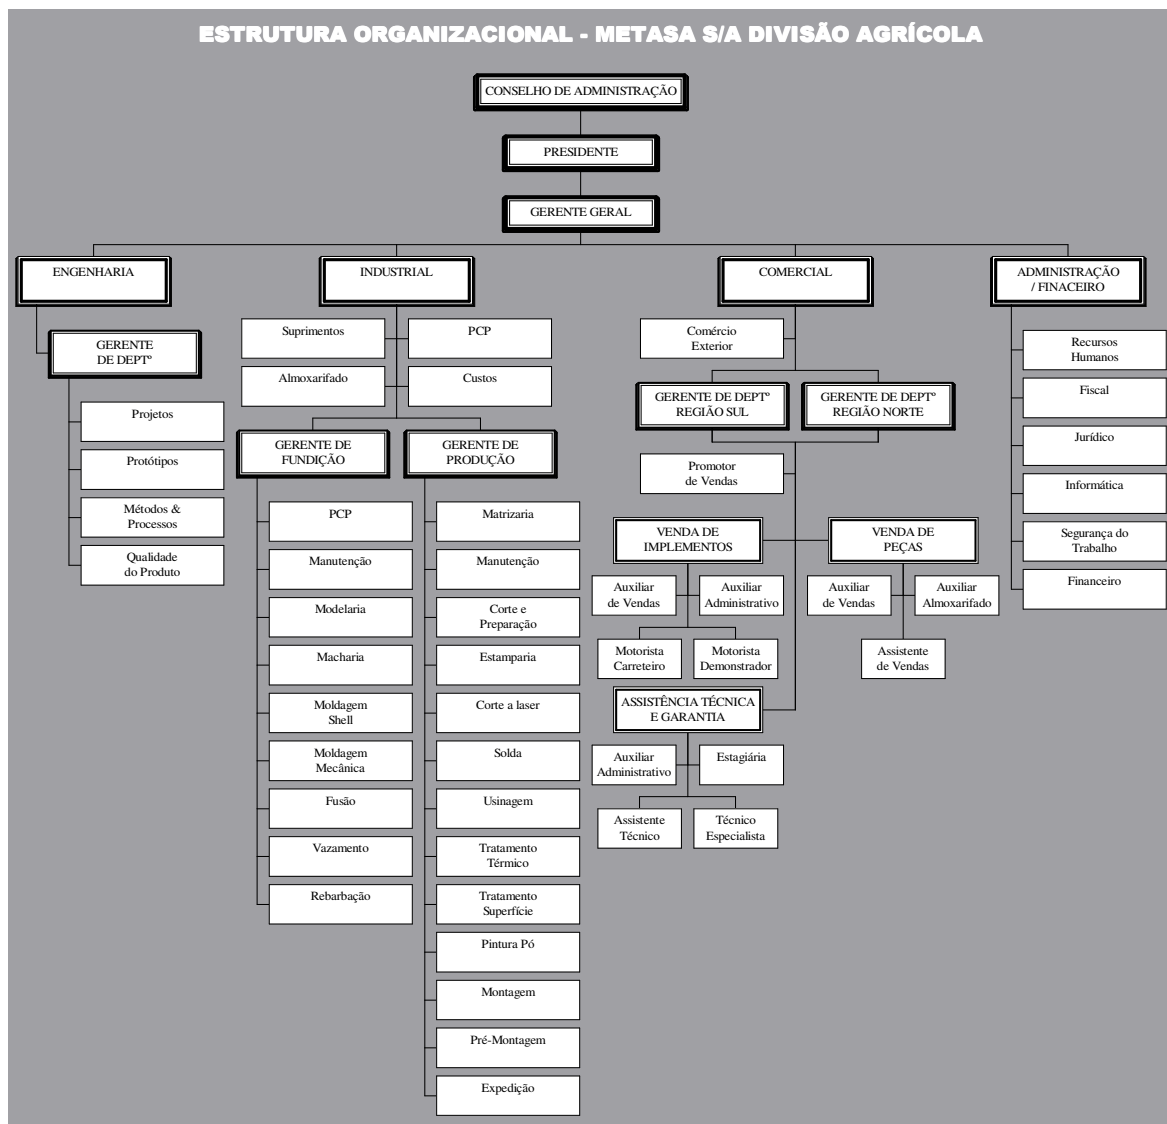 ESTRUTURA ORGANIZACIONAL - METASA S/A DIVISÃO AGRÍCOLA
CONSELHO DE ADMINISTRAÇÃO
PRESIDENTE
GERENTE GERAL
ENGENHARIA
GERENTE
DE DEPTº
Projetos
Protótipos
Métodos &
Processos
Qualidade
do Produto
INDUSTRIAL
Suprimentos
PCP
Almoxarifado
Custos
GERENTE DE
FUNDIÇÃO
PCP
Manutenção
Modelaria
Macharia
Moldagem
Shell
Moldagem
Mecânica
Fusão
Vazamento
Rebarbação
GERENTE DE
PRODUÇÃO
Matrizaria
Manutenção
Corte e
Preparação
Estamparia
Corte a laser
Solda
Usinagem
Tratamento
Térmico
Tratamento
Superfície
Pintura Pó
Montagem
Pré-Montagem
Expedição
COMERCIAL
Comércio
Exterior
GERENTE DE DEPTº
REGIÃO SUL
GERENTE DE DEPTº
REGIÃO NORTE
Promotor
de Vendas
VENDA DE
IMPLEMENTOS
Auxiliar
de Vendas
Auxiliar
Administrativo
Motorista
Carreteiro
Motorista
Demonstrador
VENDA DE
PEÇAS
Auxiliar
de Vendas
Auxiliar
Almoxarifado
Assistente
de Vendas
ASSISTÊNCIA TÉCNICA
E GARANTIA
Auxiliar
Administrativo
Estagiária
Assistente
Técnico
Técnico
Especialista
ADMINISTRAÇÃO
/ FINACEIRO
Recursos
Humanos
Fiscal
Jurídico
Informática
Segurança do
Trabalho
Financeiro